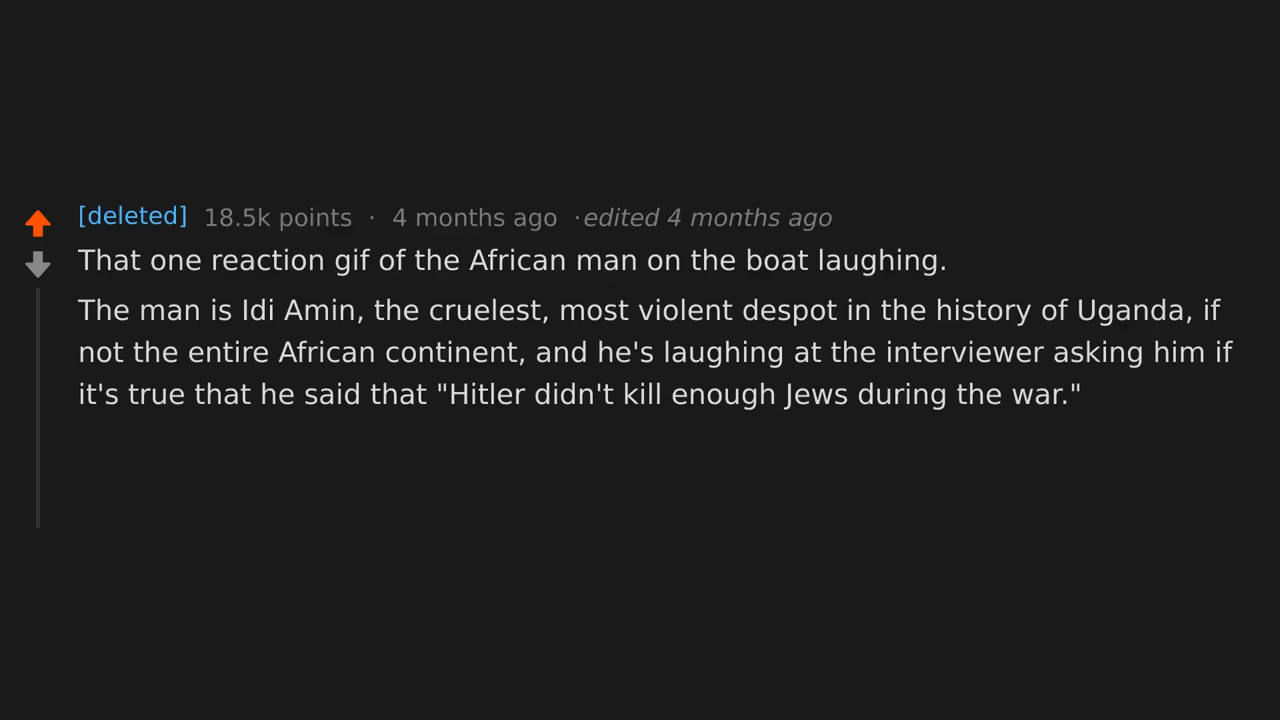 [deleted] 18.5k points · 4 months ago ·edited 4 months ago
That one reaction gif of the African man on the boat laughing.
The man is Idi Amin, the cruelest, most violent despot in the history of Uganda, if
not the entire African continent, and he's laughing at the interviewer asking him if
it's true that he said that "Hitler didn't kill enough Jews during the war."